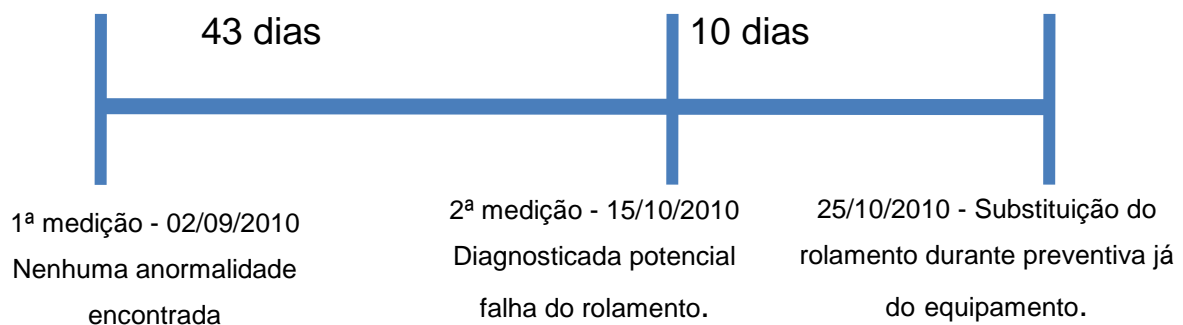 43 dias
10 dias
1ª medição - 02/09/2010
Nenhuma anormalidade
encontrada
2ª medição - 15/10/2010
Diagnosticada potencial
falha do rolamento.
25/10/2010 - Substituição do
rolamento durante preventiva já
do equipamento.